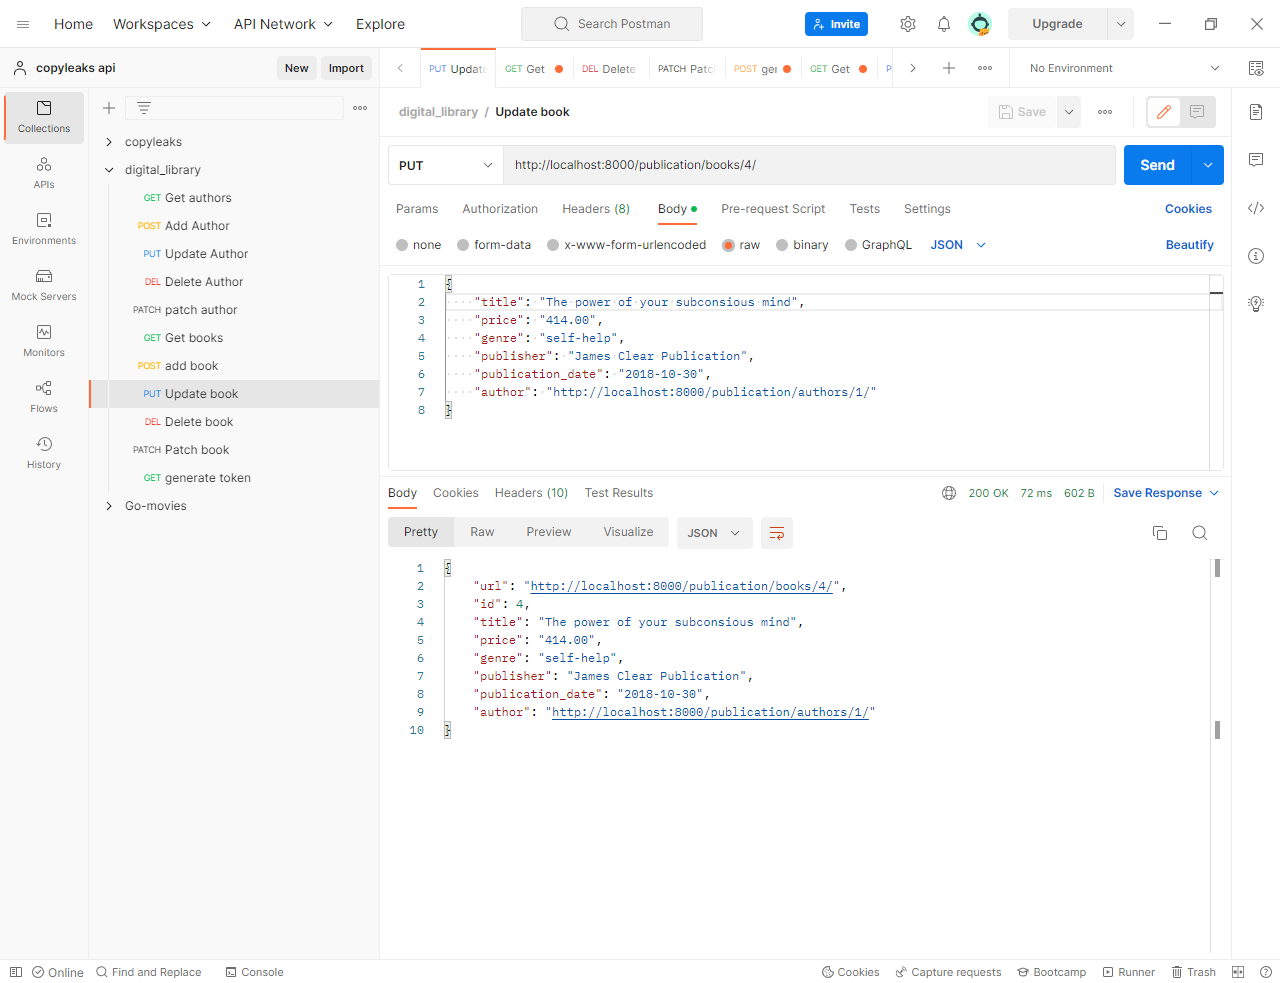 Home Workspaces API Network Explore Search Postman Invite Upgrade
copyleaks api New Import
PUT Update GET Get DEL Delete PATCH Patc POST ger GET Get P No Environment
digital_library / Update book Save
Collections
APIs
Environments
Mock Servers
Monitors
Flows
History
copyleaks
digital_library
GET Get authors
POST Add Author
PUT Update Author
DEL Delete Author
PATCH patch author
GET Get books
POST add book
PUT Update book
DEL Delete book
PATCH Patch book
GET generate token
Go-movies
PUT http://localhost:8000/publication/books/4/ Send
Params Authorization Headers (8) Body Pre-request Script Tests Settings Cookies
none form-data x-www-form-urlencoded raw binary GraphQL JSON Beautify
1 {
2 "title": "The power of your subconsious mind",
3 "price": "414.00",
4 "genre": "self-help",
5 "publisher": "James Clear Publication",
6 "publication_date": "2018-10-30",
7 "author": "http://localhost:8000/publication/authors/1/"
8 }
Body Cookies Headers (10) Test Results 200 OK 72 ms 602 B Save Response
Pretty Raw Preview Visualize JSON
1 {
2 "url": "http://localhost:8000/publication/books/4/",
3 "id": 4,
4 "title": "The power of your subconsious mind",
5 "price": "414.00",
6 "genre": "self-help",
7 "publisher": "James Clear Publication",
8 "publication_date": "2018-10-30",
9 "author": "http://localhost:8000/publication/authors/1/"
10 }
Online Find and Replace Console Cookies Capture requests Bootcamp Runner Trash